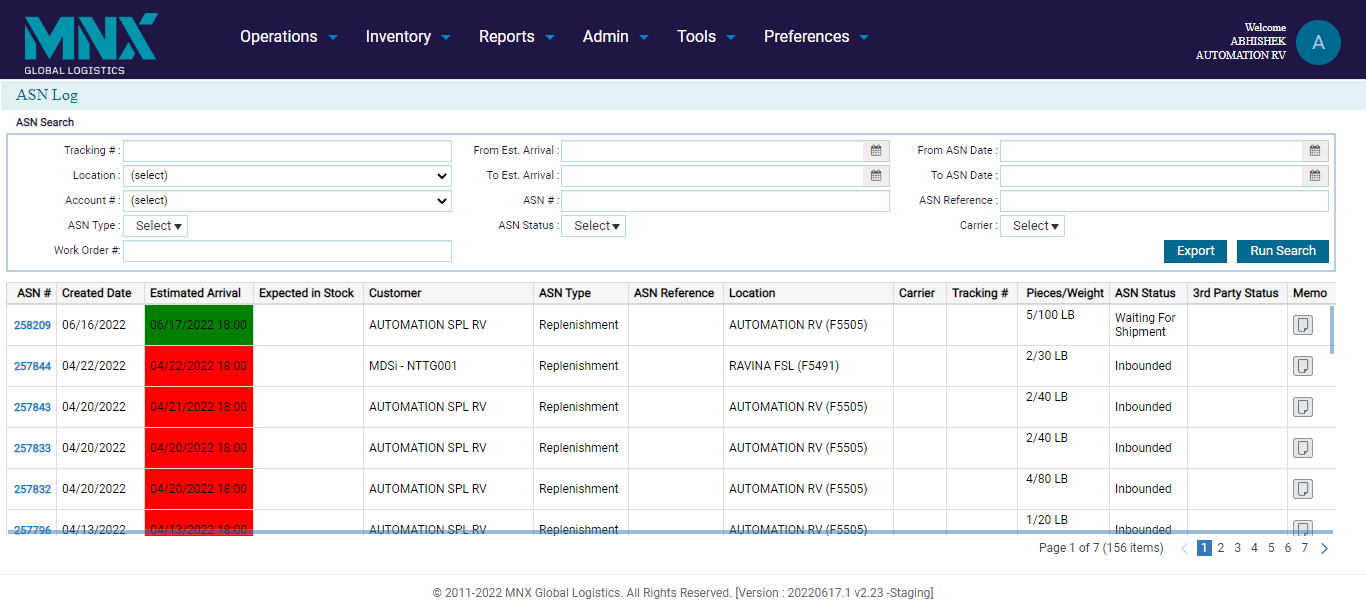 MNX
GLOBAL LOGISTICS
Operations Inventory Reports Admin Tools Preferences
Welcome
ABHISHEK
AUTOMATION RV
A
ASN Log
ASN Search
Tracking # : From Est. Arrival : From ASN Date :
Location : (select) To Est. Arrival : To ASN Date :
Account # : (select) ASN # : ASN Reference :
ASN Type : Select ASN Status : Select Carrier : Select
Work Order #:
Export Run Search
ASN # Created Date Estimated Arrival Expected in Stock Customer ASN Type ASN Reference Location Carrier Tracking # Pieces/Weight ASN Status 3rd Party Status Memo
258209 06/16/2022 06/17/2022 18:00 AUTOMATION SPL RV Replenishment AUTOMATION RV (F5505) 5/100 LB Waiting For
Shipment
257844 04/22/2022 04/22/2022 18:00 MDSi - NTTG001 Replenishment RAVINA FSL (F5491) 2/30 LB Inbounded
257843 04/20/2022 04/21/2022 18:00 AUTOMATION SPL RV Replenishment AUTOMATION RV (F5505) 2/40 LB Inbounded
257833 04/20/2022 04/20/2022 18:00 AUTOMATION SPL RV Replenishment AUTOMATION RV (F5505) 2/40 LB Inbounded
257832 04/20/2022 04/20/2022 18:00 AUTOMATION SPL RV Replenishment AUTOMATION RV (F5505) 4/80 LB Inbounded
257796 04/13/2022 04/13/2022 18:00 AUTOMATION SPL RV Replenishment AUTOMATION RV (F5505) 1/20 LB Inbounded
Page 1 of 7 (156 items) 1 2 3 4 5 6 7
© 2011-2022 MNX Global Logistics. All Rights Reserved. [Version : 20220617.1 v2.23 -Staging]